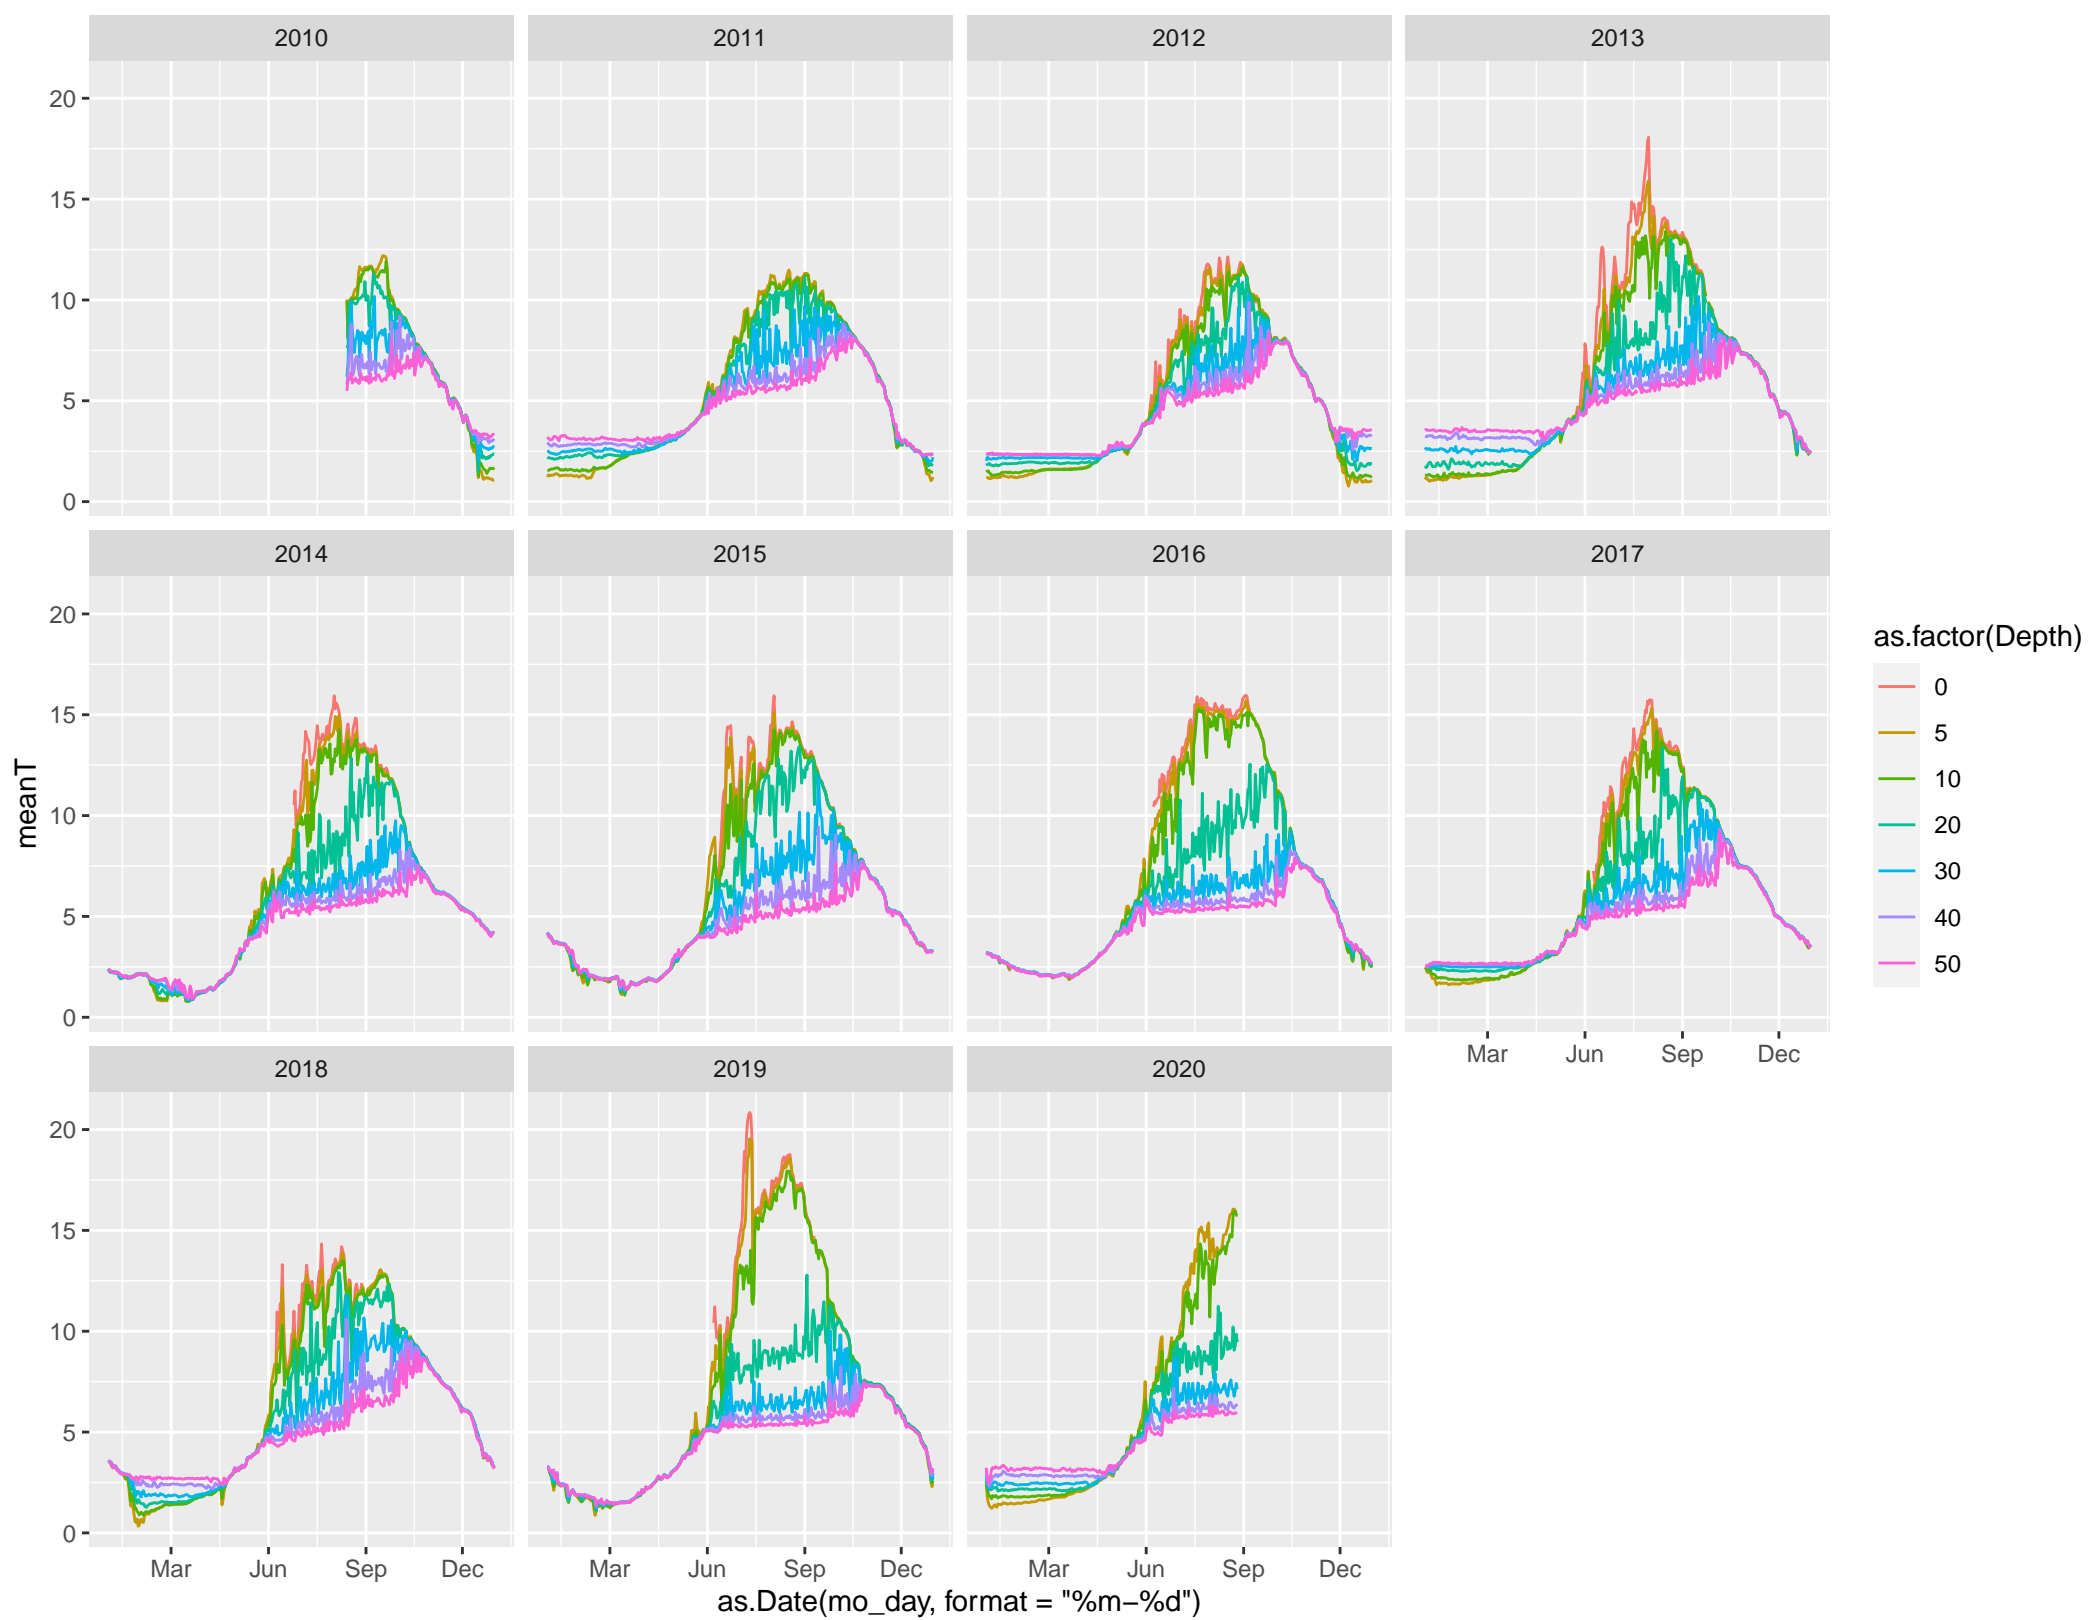 2010 2011 2012 2013
20
15
10
5
0
2014 2015 2016 2017
20
15
10
5
0
Mar Jun Sep Dec
2018 2019 2020
20
15
10
5
0
Mar Jun Sep Dec Mar Jun Sep Dec Mar Jun Sep Dec
as.Date(mo_day, format = "%m−%d")
meanT
as.factor(Depth)
0
5
10
20
30
40
50